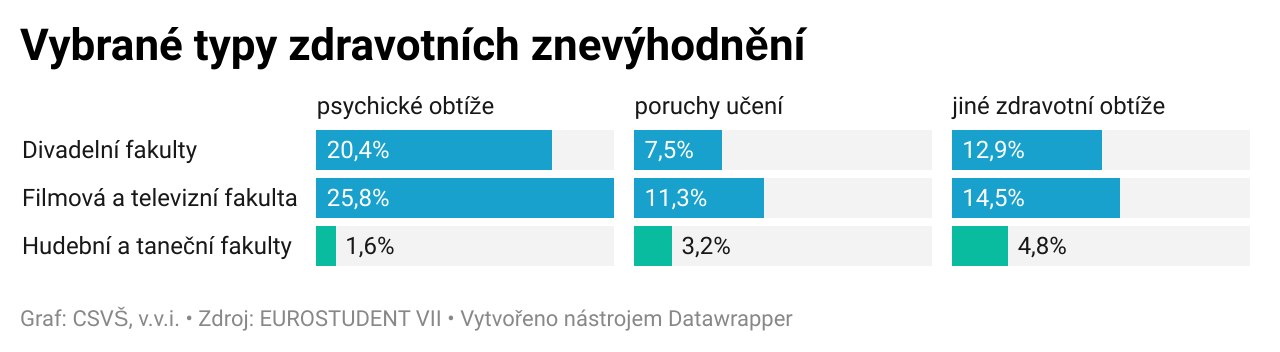 Vybrané typy zdravotních znevýhodnění
psychické obtíže poruchy učení jiné zdravotní obtíže
Divadelní fakulty 20,4% 7,5% 12,9%
Filmová a televizní fakulta 25,8% 11,3% 14,5%
Hudební a taneční fakulty 1,6% 3,2% 4,8%
Graf: CSVŠ, v.v.i. • Zdroj: EUROSTUDENT VII • Vytvořeno nástrojem Datawrapper